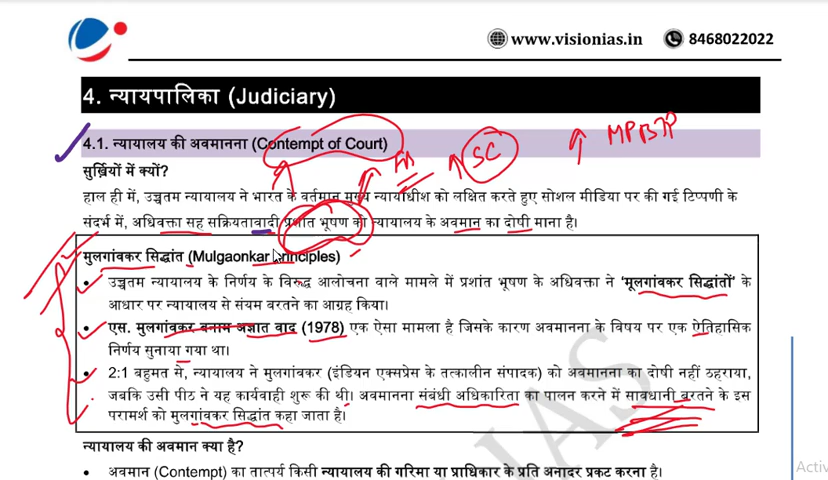 www.visionias.in 8468022022
4. न्यायपालिका (Judiciary)
4.1. न्यायालय की अवमानना (Contempt of Court)
SC
सुर्ख़ियों में क्यों?
हाल ही में, उच्चतम न्यायालय ने भारत के वर्तमान मुख्य न्यायाधीश को लक्षित करते हुए सोशल मीडिया पर की गई टिप्पणी के
संदर्भ में, अधिवक्ता सह सक्रियतावादी प्रशांत भूषण को न्यायालय के अवमान का दोषी माना है।
मुलगांवकर सिद्धांत (Mulgaonkar Principles)
• उच्चतम न्यायालय के निर्णय के विरुद्ध आलोचना वाले मामले में प्रशांत भूषण के अधिवक्ता ने 'मूलगांवकर सिद्धांतों' के
आधार पर न्यायालय से संयम बरतने का आग्रह किया।
• एस. मुलगांवकर बनाम अज्ञात वाद (1978) एक ऐसा मामला है जिसके कारण अवमानना के विषय पर एक ऐतिहासिक
निर्णय सुनाया गया था।
• 2:1 बहुमत से, न्यायालय ने मुलगांवकर (इंडियन एक्सप्रेस के तत्कालीन संपादक) को अवमानना का दोषी नहीं ठहराया,
जबकि उसी पीठ ने यह कार्यवाही शुरू की थी। अवमानना संबंधी अधिकारिता का पालन करने में सावधानी बरतने के इस
परामर्श को मुलगांवकर सिद्धांत कहा जाता है।
न्यायालय की अवमान क्या है?
• अवमान (Contempt) का तात्पर्य किसी न्यायालय की गरिमा या प्राधिकार के प्रति अनादर प्रकट करना है।
Activ